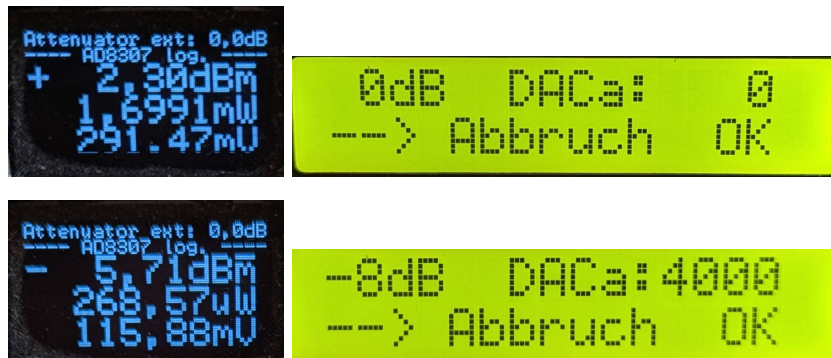 Attenuator ext: 0,0dB
---- AD8307 log. ----
+ 2,30dBm
1,6991mW
291.47mV
0dB DACa: 0
--> Abbruch OK
Attenuator ext: 0,0dB
---- AD8307 log. ----
- 5,71dBm
268,57uW
115,88mV
-8dB DACa:4000
--> Abbruch OK